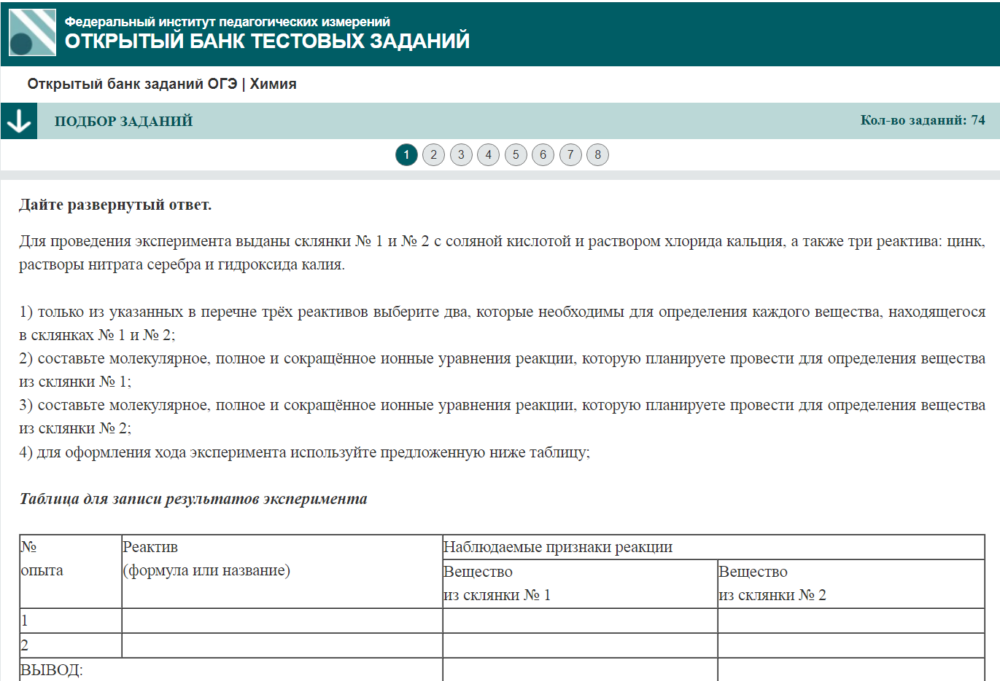 Федеральный институт педагогических измерений
ОТКРЫТЫЙ БАНК ТЕСТОВЫХ ЗАДАНИЙ
Открытый банк заданий ОГЭ | Химия
ПОДБОР ЗАДАНИЙ
Кол-во заданий: 74
1 2 3 4 5 6 7 8
Дайте развернутый ответ.
Для проведения эксперимента выданы склянки № 1 и № 2 с соляной кислотой и раствором хлорида кальция, а также три реактива: цинк,
растворы нитрата серебра и гидроксида калия.
1) только из указанных в перечне трёх реактивов выберите два, которые необходимы для определения каждого вещества, находящегося
в склянках № 1 и № 2;
2) составьте молекулярное, полное и сокращённое ионные уравнения реакции, которую планируете провести для определения вещества
из склянки № 1;
3) составьте молекулярное, полное и сокращённое ионные уравнения реакции, которую планируете провести для определения вещества
из склянки № 2;
4) для оформления хода эксперимента используйте предложенную ниже таблицу;
Таблица для записи результатов эксперимента
№
опыта
Реактив
(формула или название)
Наблюдаемые признаки реакции
Вещество
из склянки № 1
Вещество
из склянки № 2
1
2
ВЫВОД: